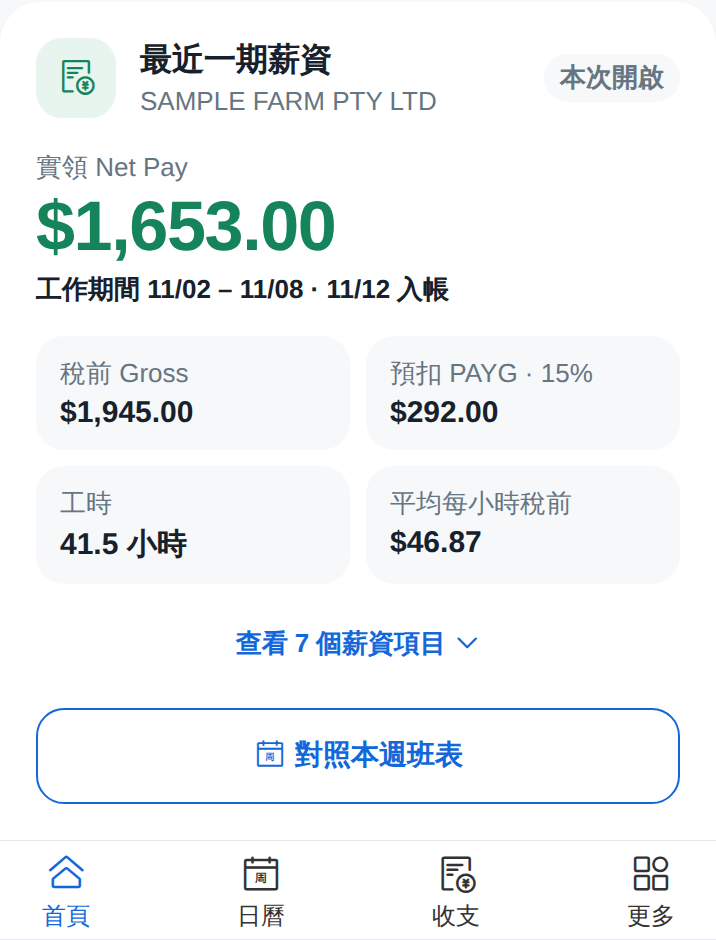 最近一期薪資
SAMPLE FARM PTY LTD
本次開啟
實領 Net Pay
$1,653.00
工作期間 11/02 – 11/08 · 11/12 入帳
稅前 Gross
$1,945.00
預扣 PAYG · 15%
$292.00
工時
41.5 小時
平均每小時稅前
$46.87
查看 7 個薪資項目
周 對照本週班表
首頁
周
日曆
¥
收支
更多